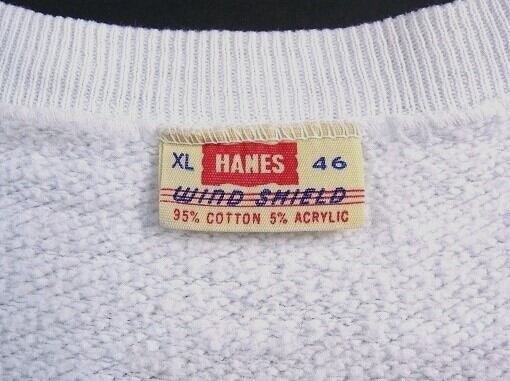 XL HANES 46
WIND SHIELD
95% COTTON 5% ACRYLIC